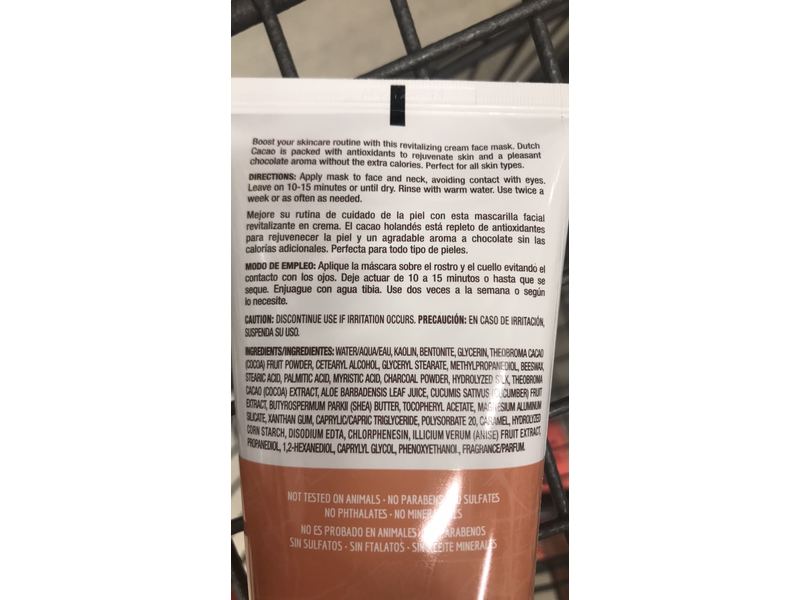 Boost your skincare routine with this revitalizing cream face mask. Dutch
Cacao is packed with antioxidants to rejuvenate skin and a pleasant
chocolate aroma without the extra calories. Perfect for all skin types.
DIRECTIONS: Apply mask to face and neck, avoiding contact with eyes.
Leave on 10-15 minutes or until dry. Rinse with warm water. Use twice a
week or as often as needed.
Mejore su rutina de cuidado de la piel con esta mascarilla facial
revitalizante en crema. El cacao holandés está repleto de antioxidantes
para rejuvenecer la piel y un agradable aroma a chocolate sin las
calorías adicionales. Perfecta para todo tipo de pieles.
MODO DE EMPLEO: Aplique la máscara sobre el rostro y el cuello evitando el
contacto con los ojos. Deje actuar de 10 a 15 minutos o hasta que se
seque. Enjuague con agua tibia. Use dos veces a la semana o según
lo necesite.
CAUTION: DISCONTINUE USE IF IRRITATION OCCURS. PRECAUCIÓN: EN CASO DE IRRITACIÓN,
SUSPENDA SU USO.
INGREDIENTS/INGREDIENTES: WATER/AQUA/EAU, KAOLIN, BENTONITE, GLYCERIN, THEOBROMA CACAO
(COCOA) FRUIT POWDER, CETEARYL ALCOHOL, GLYCERYL STEARATE, METHYLPROPANEDIOL, BEESWAX,
STEARIC ACID, PALMITIC ACID, MYRISTIC ACID, CHARCOAL POWDER, HYDROLYZED SILK, THEOBROMA
CACAO (COCOA) EXTRACT, ALOE BARBADENSIS LEAF JUICE, CUCUMIS SATIVUS (CUCUMBER) FRUIT
EXTRACT, BUTYROSPERMUM PARKII (SHEA) BUTTER, TOCOPHERYL ACETATE, MAGNESIUM ALUMINUM
SILICATE, XANTHAN GUM, CAPRYLIC/CAPRIC TRIGLYCERIDE, POLYSORBATE 20, CARAMEL, HYDROLYZED
CORN STARCH, DISODIUM EDTA, CHLORPHENESIN, ILLICIUM VERUM (ANISE) FRUIT EXTRACT,
PROPANEDIOL, 1,2-HEXANEDIOL, CAPRYLYL GLYCOL, PHENOXYETHANOL, FRAGRANCE/PARFUM.
NOT TESTED ON ANIMALS • NO PARABENS SULFATES
NO PHTHALATES • NO
NO ES PROBADO EN ANIMALES PARABENOS
SIN SULFATOS • SIN FTALATOS • SIN ACEITE MINERALES